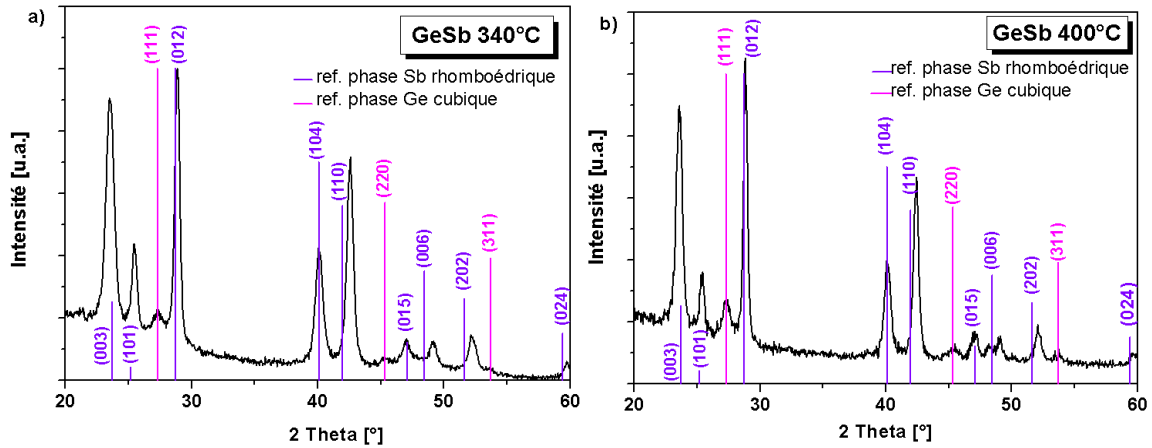 a)
GeSb 340°C
ref. phase Sb rhomboédrique
ref. phase Ge cubique
(003)
(101)
(111)
(012)
(104)
(110)
(220)
(015)
(006)
(202)
(311)
(024)
Intensité [u.a.]
20
30
40
50
60
2 Theta [°]
b)
GeSb 400°C
ref. phase Sb rhomboédrique
ref. phase Ge cubique
(003)
(101)
(111)
(012)
(104)
(110)
(220)
(015)
(006)
(202)
(311)
(024)
Intensité [u.a.]
20
30
40
50
60
2 Theta [°]